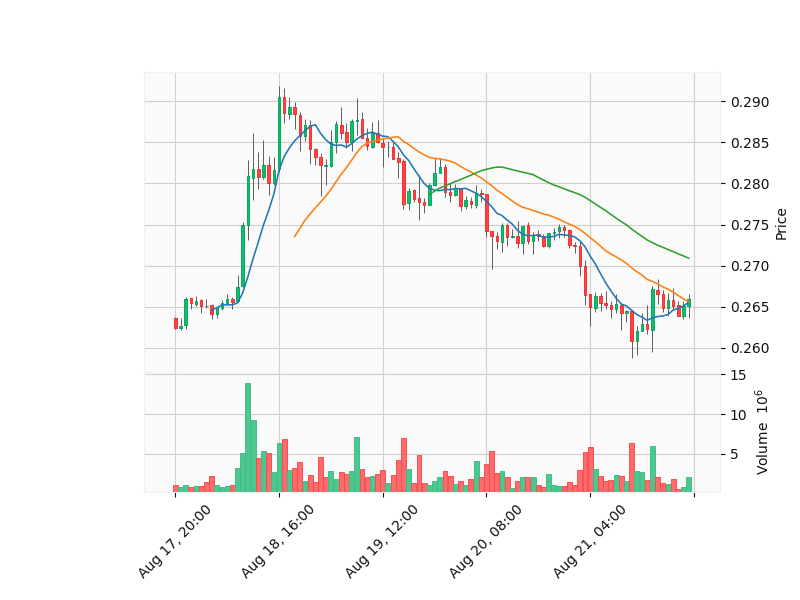 0.290
0.285
0.280
0.275
0.270
0.265
0.260
Price
15
10
5
Volume 10^6
Aug 17, 20:00
Aug 18, 16:00
Aug 19, 12:00
Aug 20, 08:00
Aug 21, 04:00